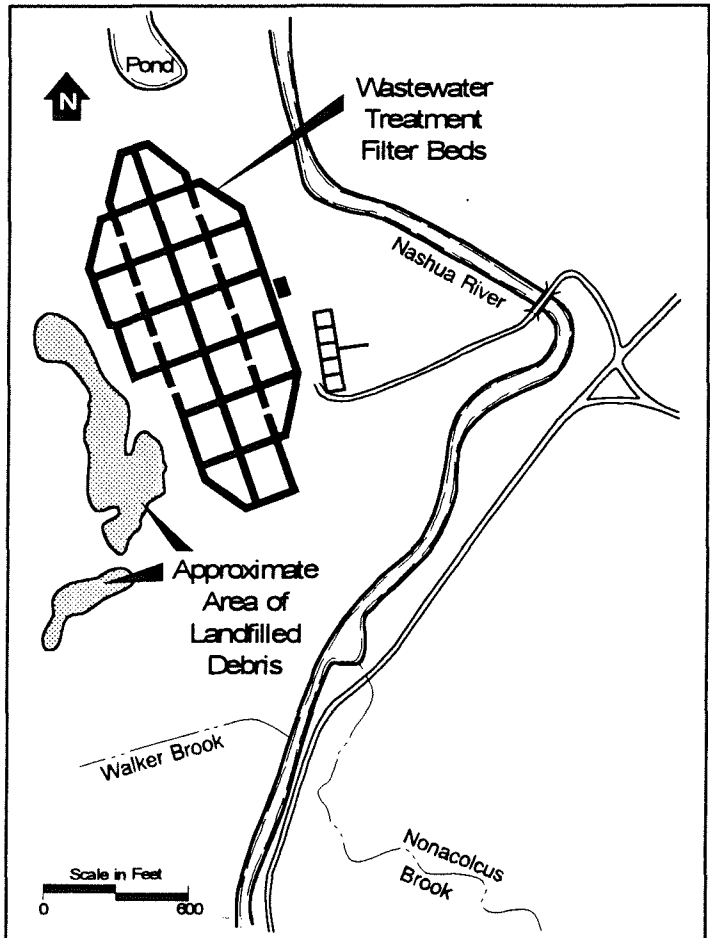 Pond
N
Wastewater
Treatment
Filter Beds
Nashua River
Approximate
Area of
Landfilled
Debris
Walker Brook
Nonacolcus
Brook
Scale in Feet
0 600